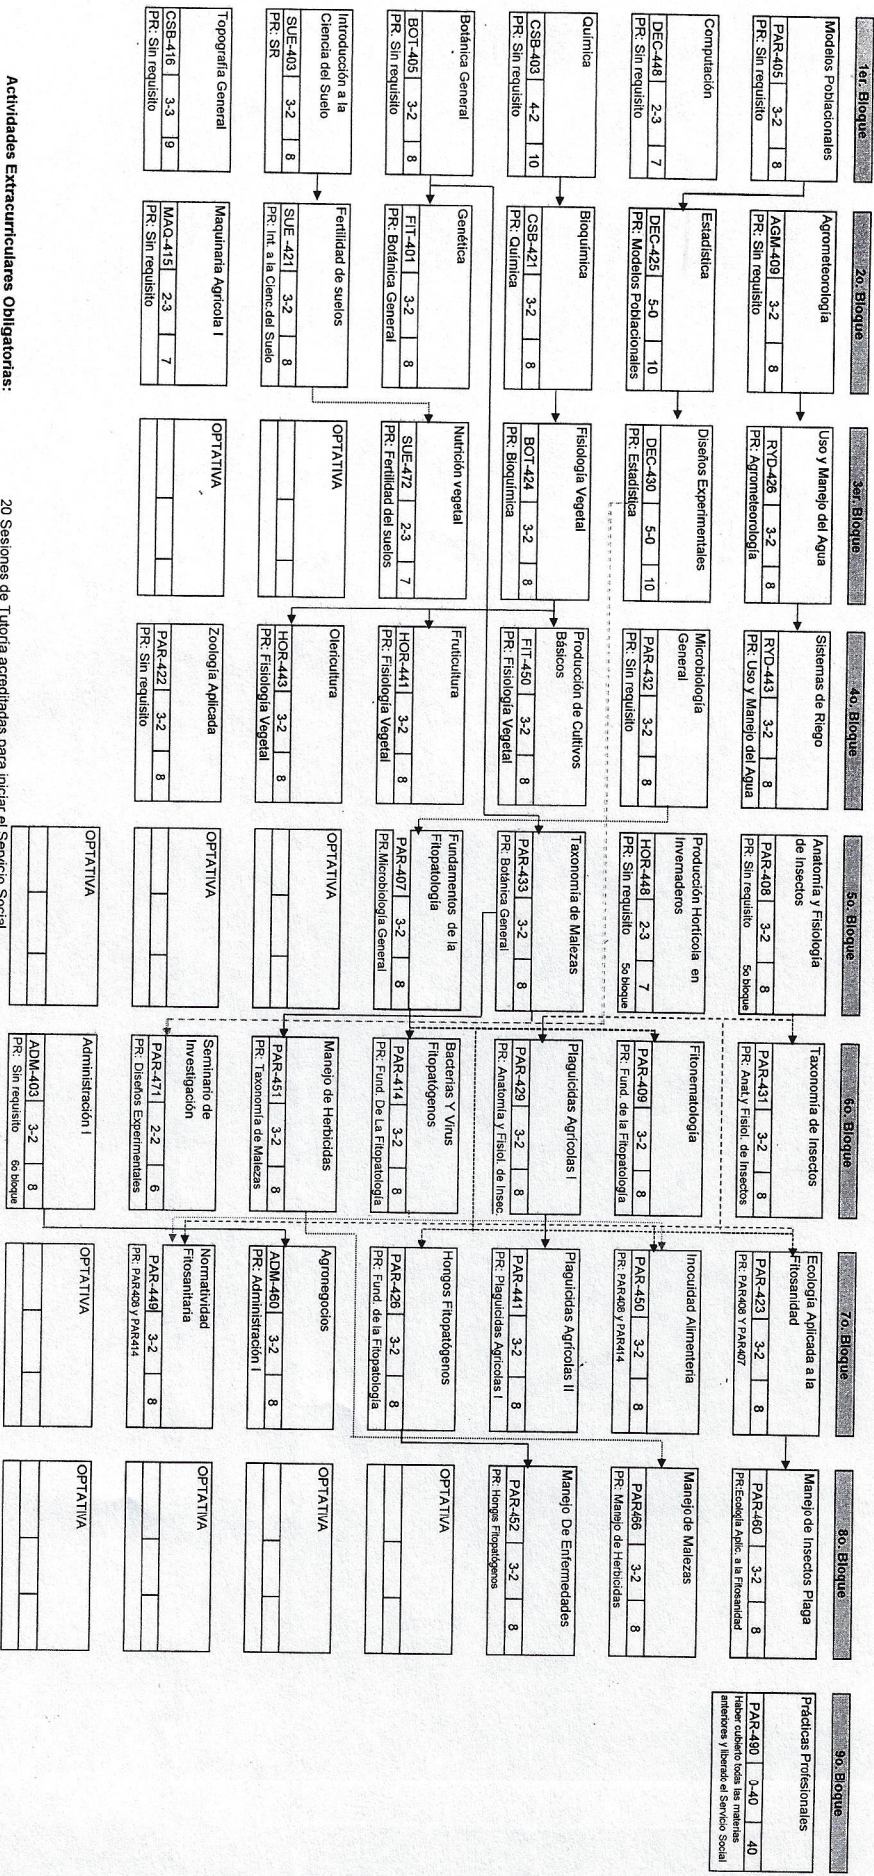 1er. Bloque
Modelos Poblacionales
PAR-405 3-2 8
PR: Sin requisito
Computación
DEC-448 2-3 7
PR: Sin requisito
Química
CSB-403 4-2 10
PR: Sin requisito
Botánica General
BOT-405 3-2 8
PR: Sin requisito
Introducción a la
Ciencia del Suelo
SUE-403 3-2 8
PR: SR
Topografía General
CSB-416 3-3 9
PR: Sin requisito
2o. Bloque
Agrometeorología
AGM-409 3-2 8
PR: Sin requisito
Estadística
DEC-425 5-0 10
PR: Modelos Poblacionales
Bioquímica
CSB-421 3-2 8
PR: Química
Genética
FIT-401 3-2 8
PR: Botánica General
Fertilidad de suelos
SUE -421 3-2 8
PR: Int. a la Cienc.del Suelo
Maquinaria Agrícola I
MAQ-415 2-3 7
PR: Sin requisito
3er. Bloque
Uso y Manejo del Agua
RYD-426 3-2 8
PR: Agrometeorología
Diseños Experimentales
DEC-430 5-0 10
PR: Estadística
Fisiología Vegetal
BOT-424 3-2 8
PR: Bioquímica
Nutrición vegetal
SUE-472 2-3 7
PR: Fertilidad del suelos
OPTATIVA
OPTATIVA
4o. Bloque
Sistemas de Riego
RYD-443 3-2 8
PR: Uso y Manejo del Agua
Microbiología
General
PAR-432 3-2 8
PR: Sin requisito
Producción de Cultivos
Básicos
FIT-450 3-2 8
PR: Fisiología Vegetal
Fruticultura
HOR-441 3-2 8
PR: Fisiología Vegetal
Olericultura
HOR-443 3-2 8
PR: Fisiología Vegetal
Zoología Aplicada
PAR-422 3-2 8
PR: Sin requisito
5o. Bloque
Anatomía y Fisiología
de Insectos
PAR-408 3-2 8
PR: Sin requisito 5o bloque
Producción Hortícola en
Invernaderos
HOR-448 2-3 7
PR: Sin requisito 5o bloque
Taxonomía de Malezas
PAR-433 3-2 8
PR: Botánica General
Fundamentos de la
Fitopatología
PAR-407 3-2 8
PR.Microbiología General
OPTATIVA
OPTATIVA
OPTATIVA
6o. Bloque
Taxonomía de Insectos
PAR-431 3-2 8
PR: Anat.y Fisiol. de Insectos
Fitonematología
PAR-409 3-2 8
PR: Fund. de la Fitopatología
Plaguicidas Agrícolas I
PAR-429 3-2 8
PR: Anatomía y Fisiol. de Insec.
Bacterias Y Virus
Fitopatógenos
PAR-414 3-2 8
PR: Fund. De La Fitopatología
Manejo de Herbicidas
PAR-451 3-2 8
PR: Taxonomía de Malezas
Seminario de
Investigación
PAR-471 2-2 6
PR: Diseños Experimentales
Administración I
ADM-403 3-2 8
PR: Sin requisito 6o bloque
7o. Bloque
Ecología Aplicada a la
Fitosanidad
PAR-423 3-2 8
PR: PAR408 Y PAR407
Inocuidad Alimenteria
PAR-450 3-2 8
PR: PAR408 y PAR414
Plaguicidas Agrícolas II
PAR-441 3-2 8
PR: Plaguicidas Agrícolas I
Hongos Fitopatógenos
PAR-426 3-2 8
PR: Fund. de la Fitopatología
Agronegocios
ADM-460 3-2 8
PR: Administración I
Normatividad
Fitosanitaria
PAR-449 3-2 8
PR: PAR408 y PAR414
OPTATIVA
8o. Bloque
Manejo de Insectos Plaga
PAR-460 3-2 8
PR:Ecología Aplic. a la Fitosanidad
Manejo de Malezas
PAR466 3-2 8
PR: Manejo de Herbicidas
Manejo De Enfermedades
PAR-452 3-2 8
PR: Hongos Fitopatógenos
OPTATIVA
OPTATIVA
OPTATIVA
OPTATIVA
9o. Bloque
Prácticas Profesionales
PAR-490 0-40 40
Haber cubierto todas las materias
anteriores y liberado el Servicio Social
Actividades Extracurriculares Obligatorias:
20 Sesiones de Tutoría acreditadas para iniciar el Servicio Social